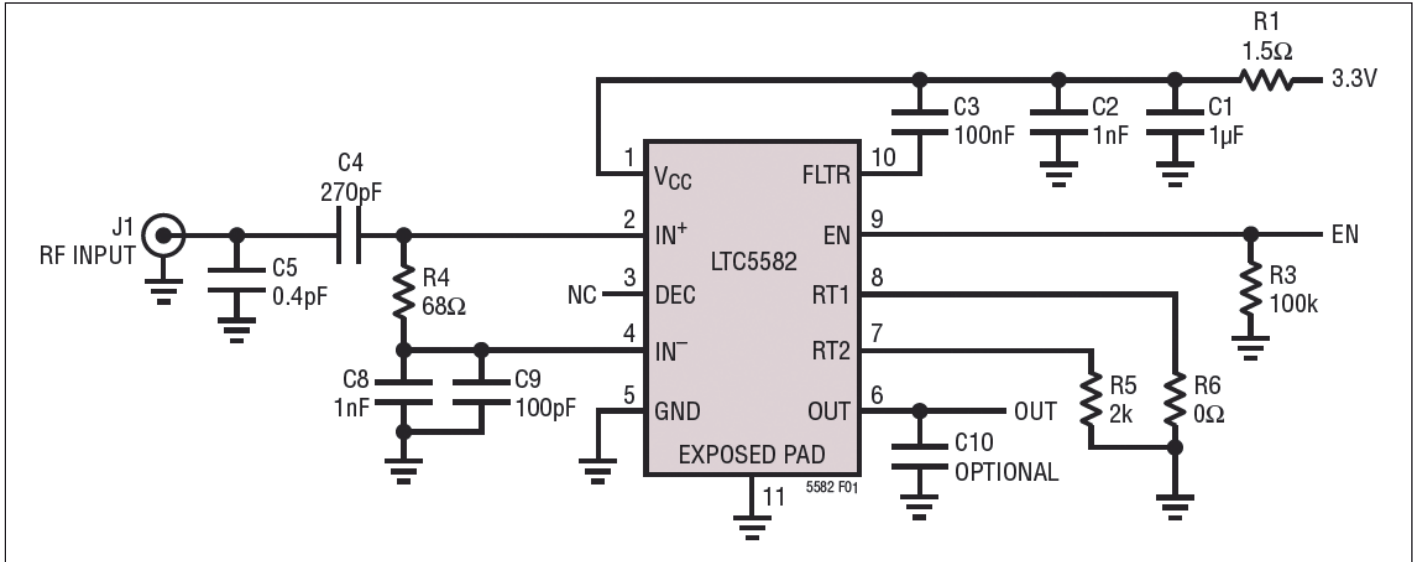 R1
1.5Ω
3.3V
C3
100nF
C2
1nF
C1
1µF
C4
270pF
1
VCC
FLTR
10
J1
RF INPUT
2
IN+
EN
9
EN
LTC5582
C5
0.4pF
R4
68Ω
NC
3
DEC
RT1
8
R3
100k
4
IN−
RT2
7
C8
1nF
C9
100pF
R5
2k
R6
0Ω
5
GND
OUT
6
OUT
C10
OPTIONAL
EXPOSED PAD
11
5582 F01